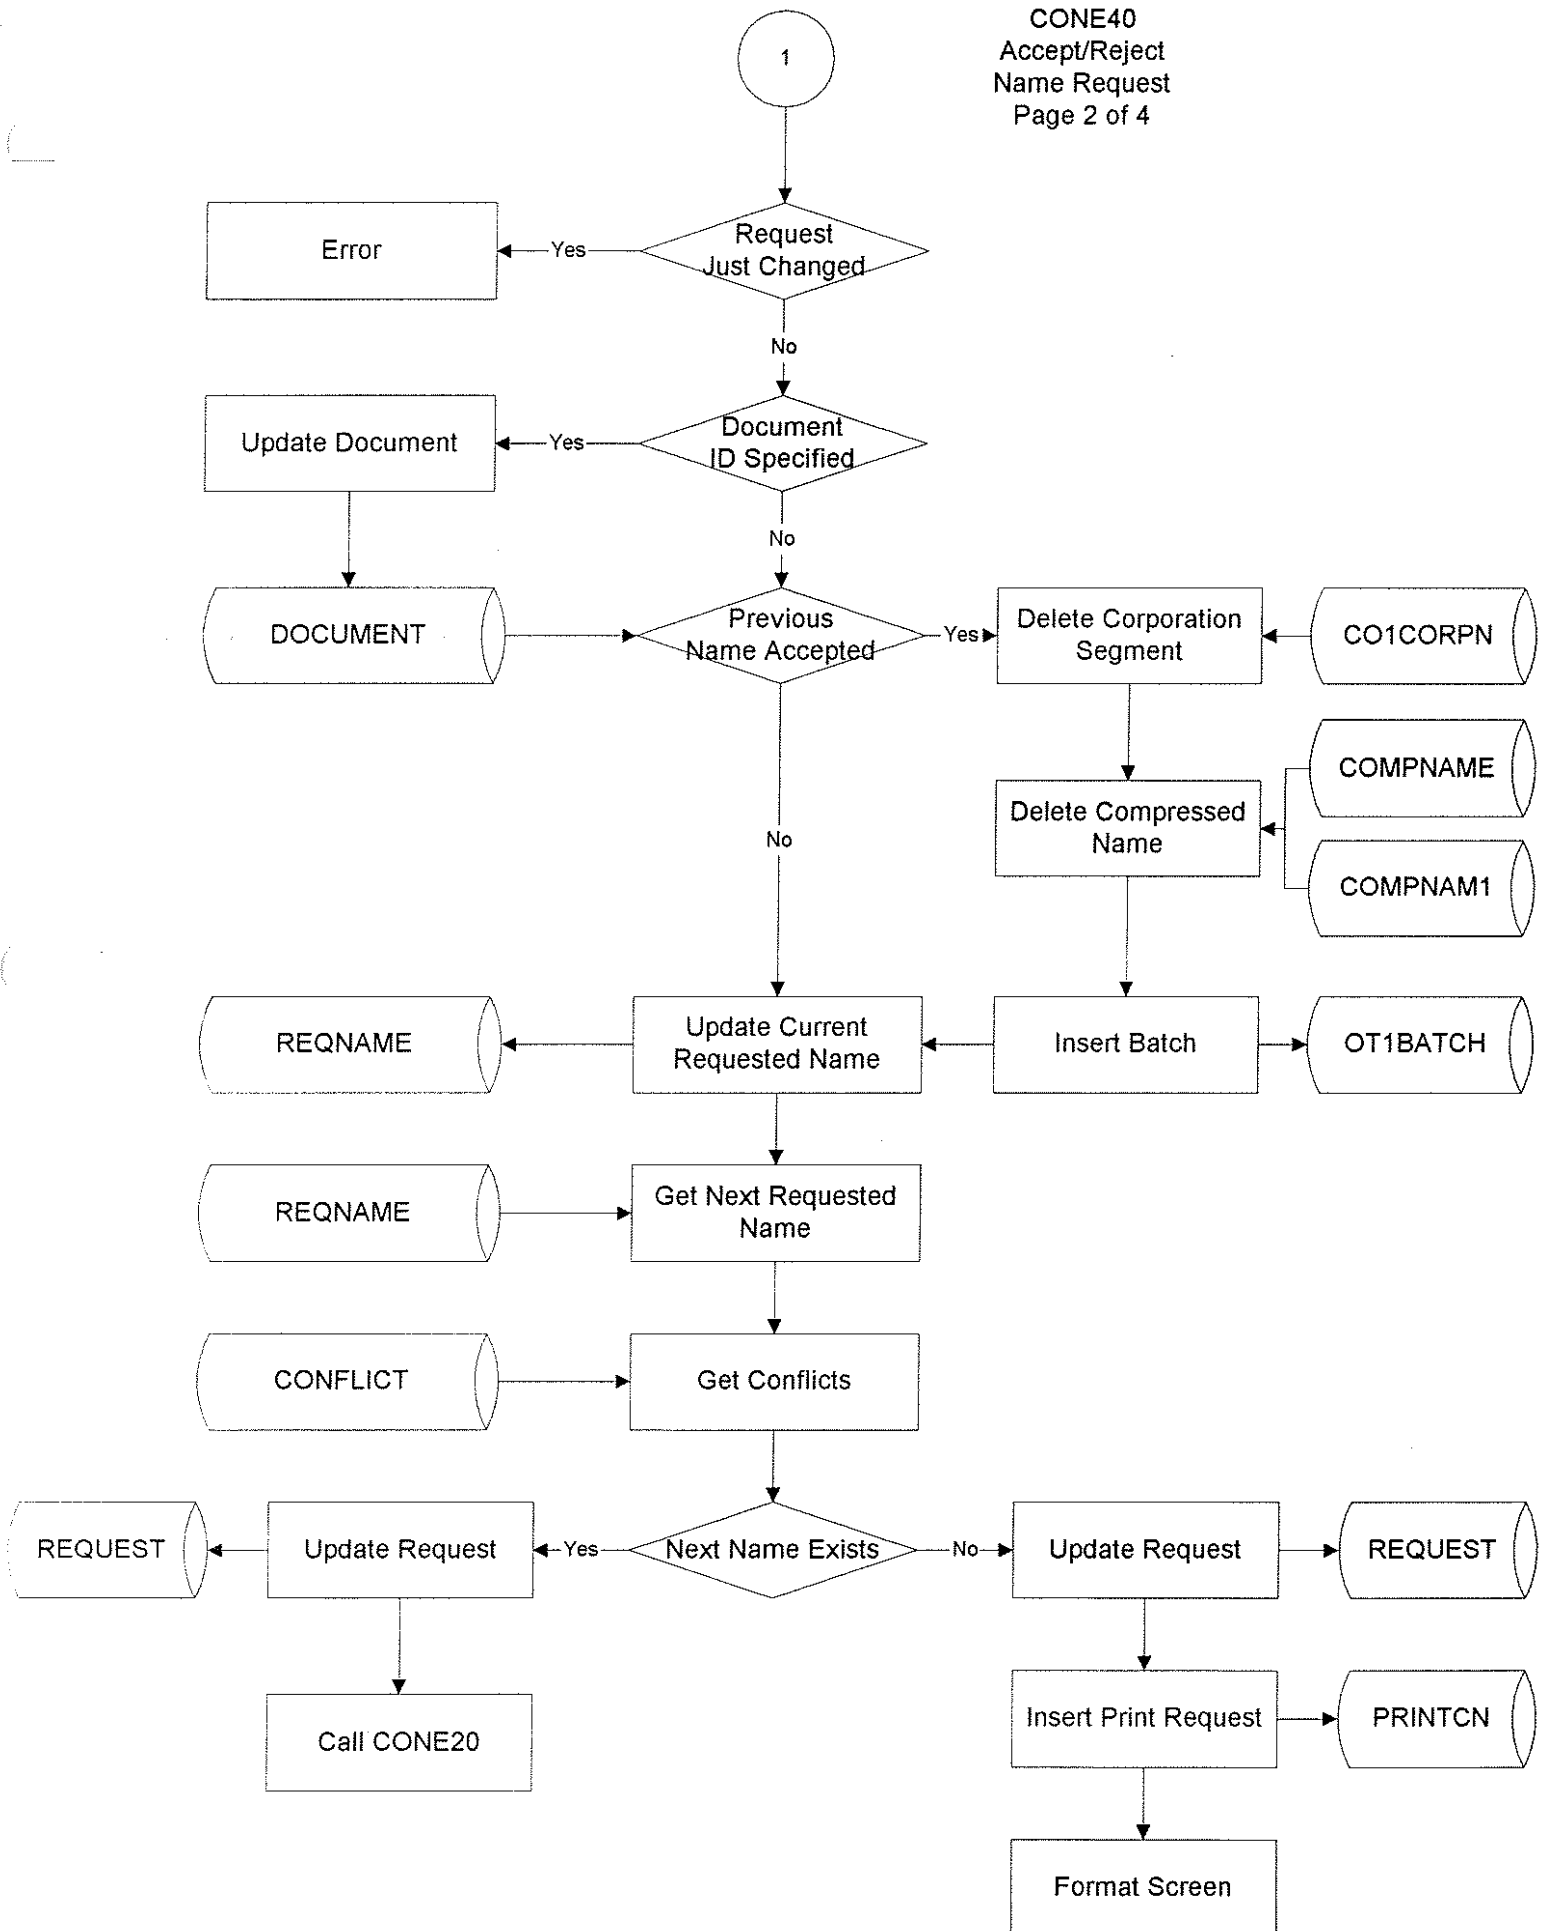 CONE40
Accept/Reject
Name Request
Page 2 of 4
1
Request
Just Changed
Yes
Error
No
Document
ID Specified
Yes
Update Document
No
DOCUMENT
Previous
Name Accepted
Yes
Delete Corporation
Segment
CO1CORPN
COMPNAME
Delete Compressed
Name
COMPNAM1
No
REQNAME
Update Current
Requested Name
Insert Batch
OT1BATCH
REQNAME
Get Next Requested
Name
CONFLICT
Get Conflicts
REQUEST
Update Request
Yes
Next Name Exists
No
Update Request
REQUEST
Call CONE20
Insert Print Request
PRINTCN
Format Screen